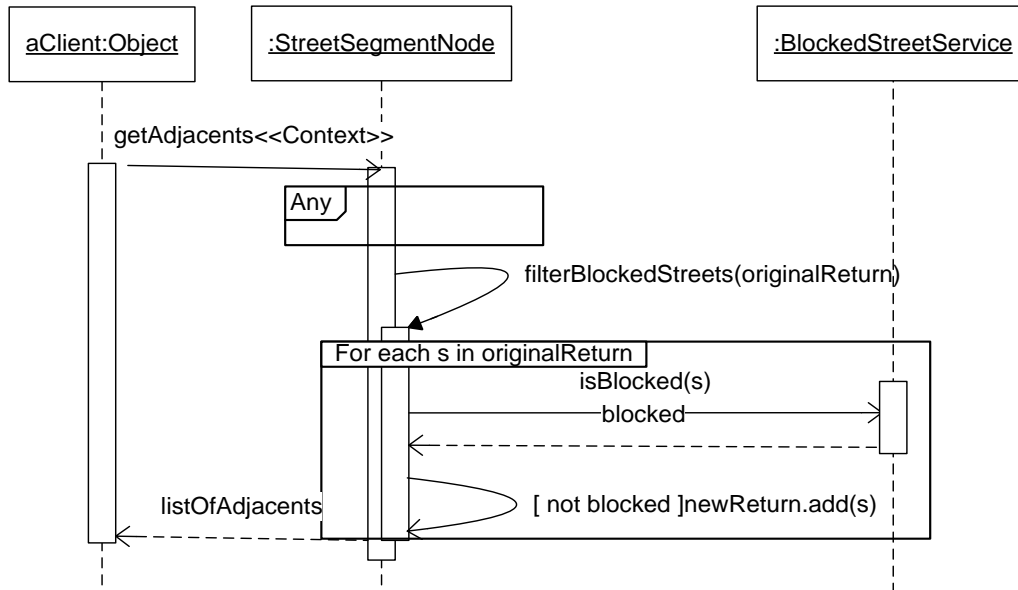 aClient:Object
:StreetSegmentNode
:BlockedStreetService
getAdjacents<<Context>>
Any
filterBlockedStreets(originalReturn)
For each s in originalReturn
isBlocked(s)
blocked
listOfAdjacents
[ not blocked ]newReturn.add(s)